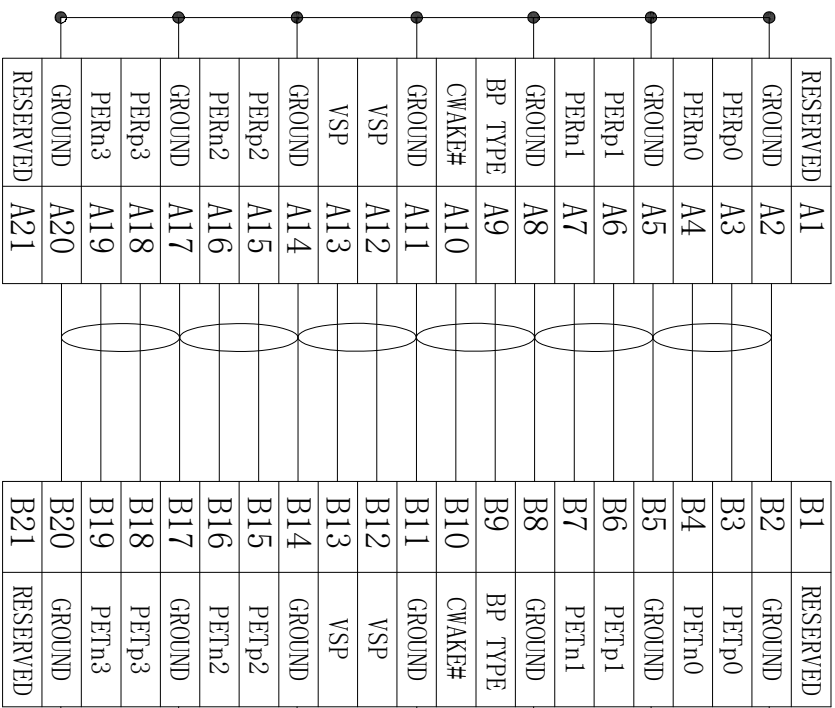 RESERVED A1
GROUND A2
PERp0 A3
PERn0 A4
GROUND A5
PERp1 A6
PERn1 A7
GROUND A8
BP TYPE A9
CWAKE# A10
GROUND A11
VSP A12
VSP A13
GROUND A14
PERp2 A15
PERn2 A16
GROUND A17
PERp3 A18
PERn3 A19
GROUND A20
RESERVED A21
B1 RESERVED
B2 GROUND
B3 PETp0
B4 PETn0
B5 GROUND
B6 PETp1
B7 PETn1
B8 GROUND
B9 BP TYPE
B10 CWAKE#
B11 GROUND
B12 VSP
B13 VSP
B14 GROUND
B15 PETp2
B16 PETn2
B17 GROUND
B18 PETp3
B19 PETn3
B20 GROUND
B21 RESERVED